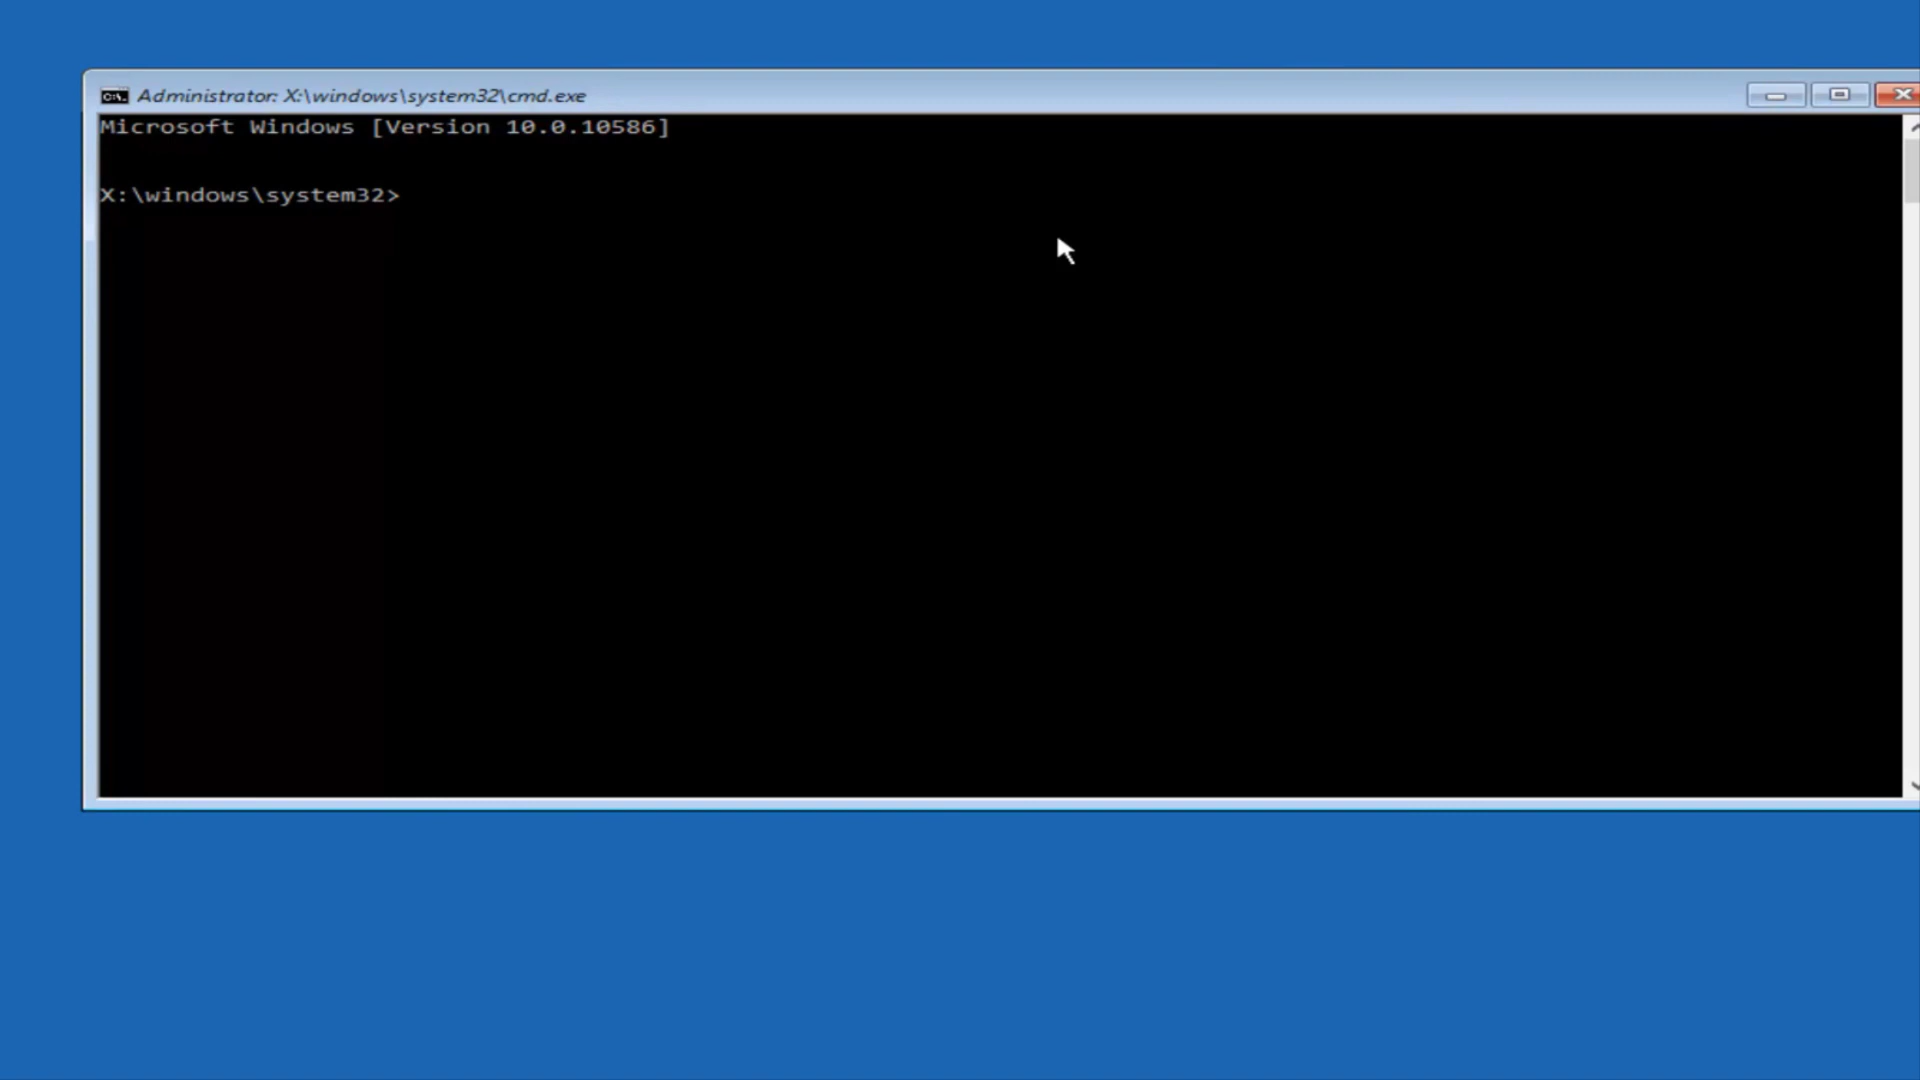 Administrator: X:\windows\system32\cmd.exe
Microsoft Windows [Version 10.0.10586]
X:\windows\system32>